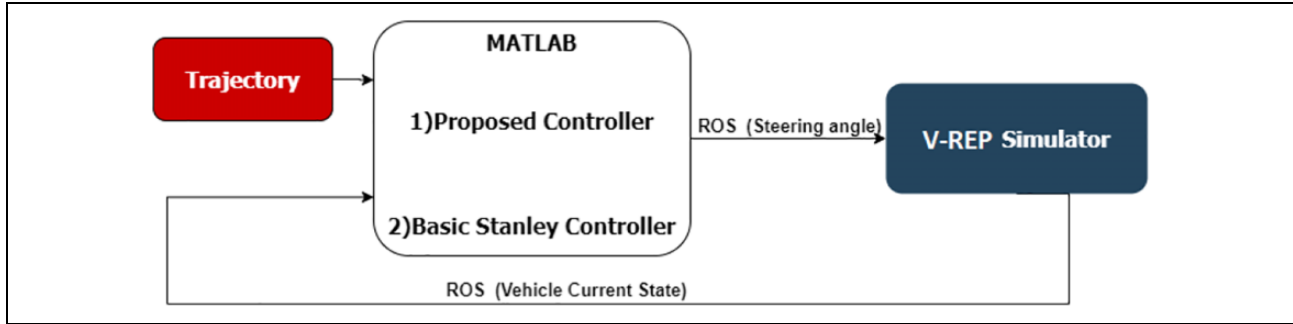 MATLAB
Trajectory
1)Proposed Controller
ROS (Steering angle)
V-REP Simulator
2)Basic Stanley Controller
ROS (Vehicle Current State)